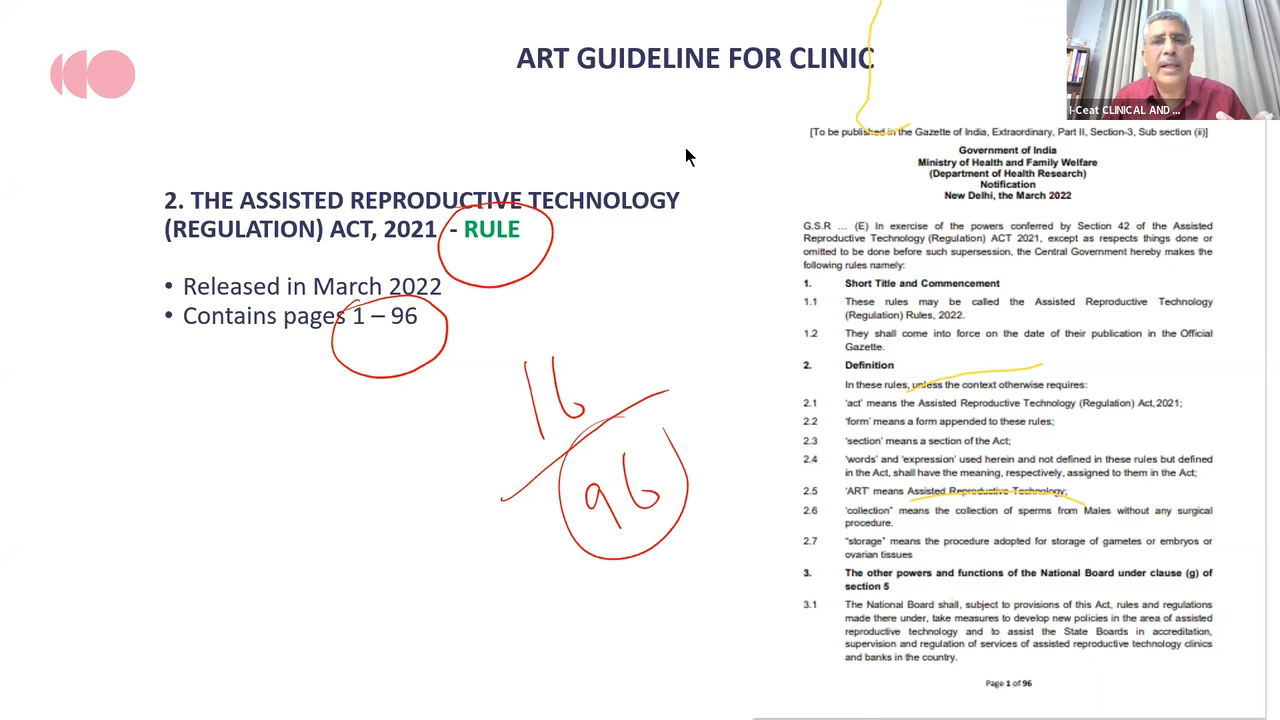 ART GUIDELINE FOR CLINIC
I-Ceat CLINICAL AND ...
2. THE ASSISTED REPRODUCTIVE TECHNOLOGY
(REGULATION) ACT, 2021 - RULE
• Released in March 2022
• Contains pages 1 – 96
16
96
[To be published in the Gazette of India, Extraordinary, Part II, Section-3, Sub section (ii)]
Government of India
Ministry of Health and Family Welfare
(Department of Health Research)
Notification
New Delhi, the March 2022
G.S.R ... (E) In exercise of the powers conferred by Section 42 of the Assisted
Reproductive Technology (Regulation) ACT 2021, except as respects things done or
omitted to be done before such supersession, the Central Government hereby makes the
following rules namely:
1. Short Title and Commencement
1.1 These rules may be called the Assisted Reproductive Technology
(Regulation) Rules, 2022.
1.2 They shall come into force on the date of their publication in the Official
Gazette.
2. Definition
In these rules, unless the context otherwise requires:
2.1 'act' means the Assisted Reproductive Technology (Regulation) Act,2021;
2.2 'form' means a form appended to these rules;
2.3 'section' means a section of the Act;
2.4 'words' and 'expression' used herein and not defined in these rules but defined
in the Act, shall have the meaning, respectively, assigned to them in the Act;
2.5 'ART' means Assisted Reproductive Technology;
2.6 'collection" means the collection of sperms from Males without any surgical
procedure.
2.7 "storage" means the procedure adopted for storage of gametes or embryos or
ovarian tissues
3. The other powers and functions of the National Board under clause (g) of
section 5
3.1 The National Board shall, subject to provisions of this Act, rules and regulations
made there under, take measures to develop new policies in the area of assisted
reproductive technology and to assist the State Boards in accreditation,
supervision and regulation of services of assisted reproductive technology clinics
and banks in the country.
Page 1 of 96